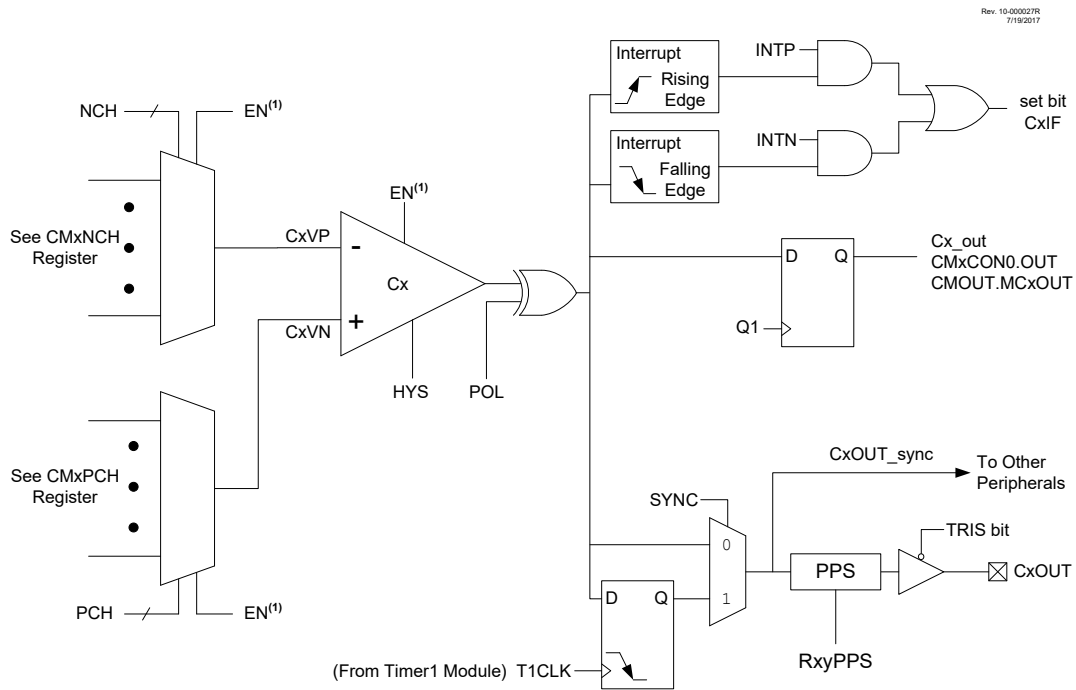 Rev. 10-000027R
7/19/2017
Interrupt
Rising
Edge
INTP
set bit
CxIF
NCH
EN(1)
Interrupt
Falling
Edge
INTN
EN(1)
See CMxNCH
Register
CxVP
-
Cx
+
CxVN
HYS
POL
D
Q
Q1
Cx_out
CMxCON0.OUT
CMOUT.MCxOUT
See CMxPCH
Register
PCH
EN(1)
CxOUT_sync
To Other
Peripherals
SYNC
0
1
TRIS bit
PPS
CxOUT
RxyPPS
D
Q
(From Timer1 Module) T1CLK